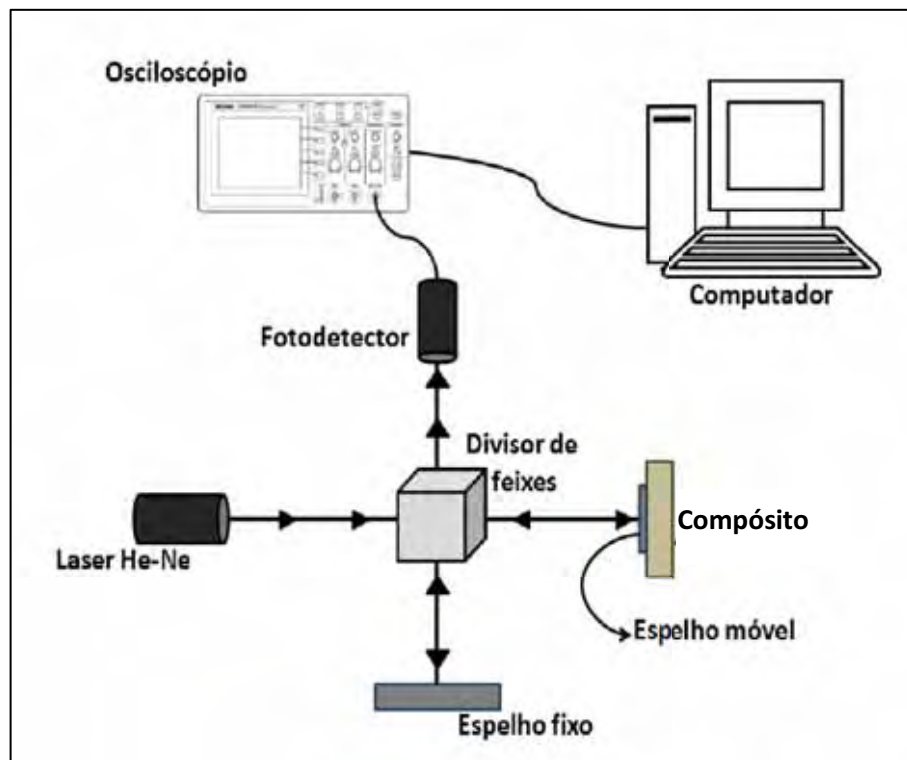 Osciloscópio
Computador
Fotodetector
Divisor de
feixes
Compósito
Laser He-Ne
Espelho móvel
Espelho fixo